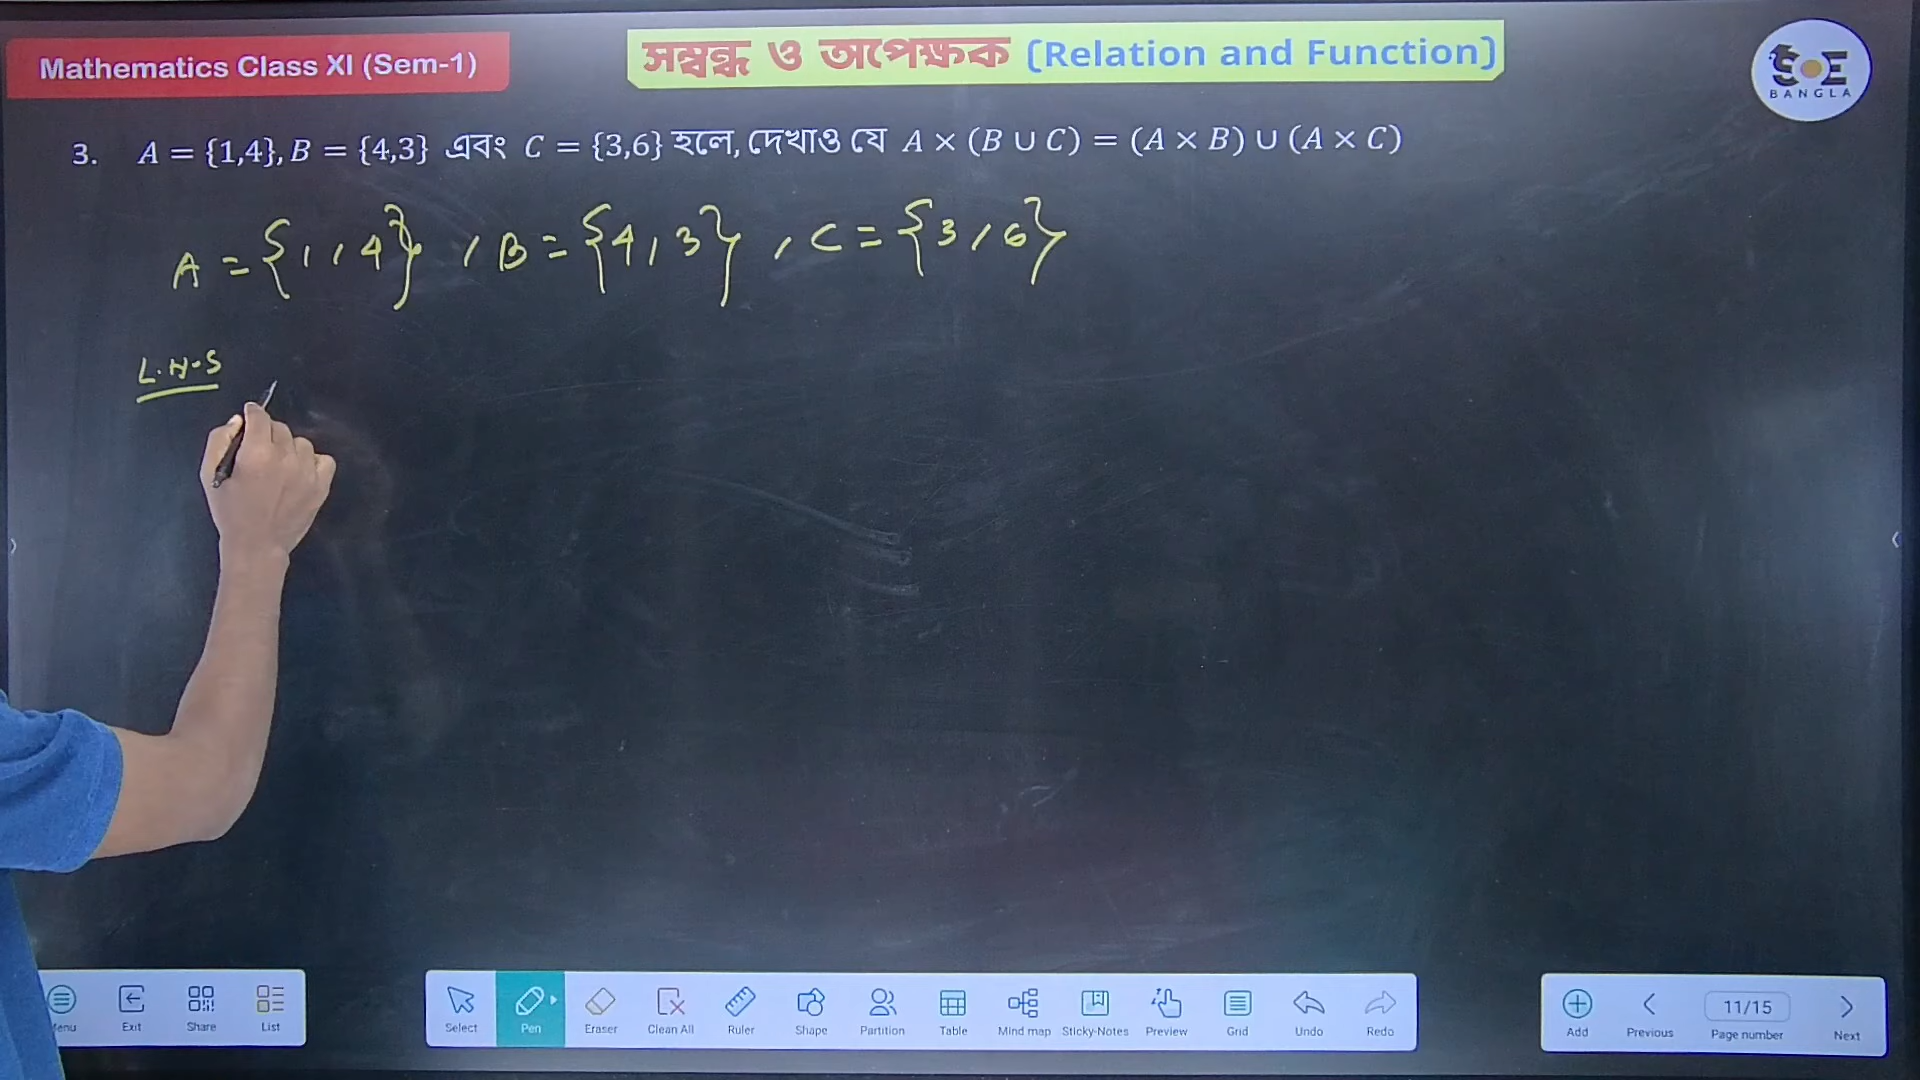 Mathematics Class XI (Sem-1)
সম্বন্ধ ও অপেক্ষক (Relation and Function)
BANGLA
3. A = {1,4}, B = {4,3} এবং C = {3,6} হলে, দেখাও যে A × (B ∪ C) = (A × B) ∪ (A × C)
A = {1, 4}, B = {4, 3}, C = {3, 6}
L.H.S
enu Exit Share List
Select Pen Eraser Clean All Ruler Shape Partition Table Mind map Sticky-Notes Preview Grid Undo Redo
Add Previous 11/15 Page number Next